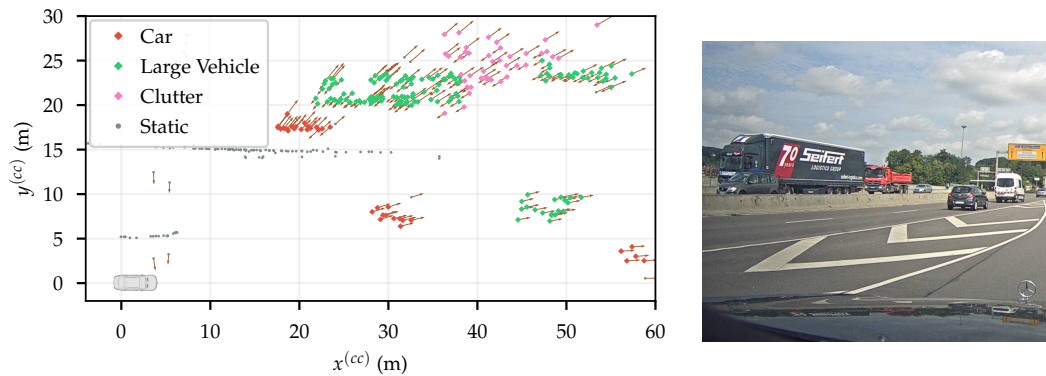 30
25
20
15
10
5
0
0 10 20 30 40 50 60
y^(cc) (m)
x^(cc) (m)
Car
Large Vehicle
Clutter
Static
70
Seifert
LOGISTICS GROUP